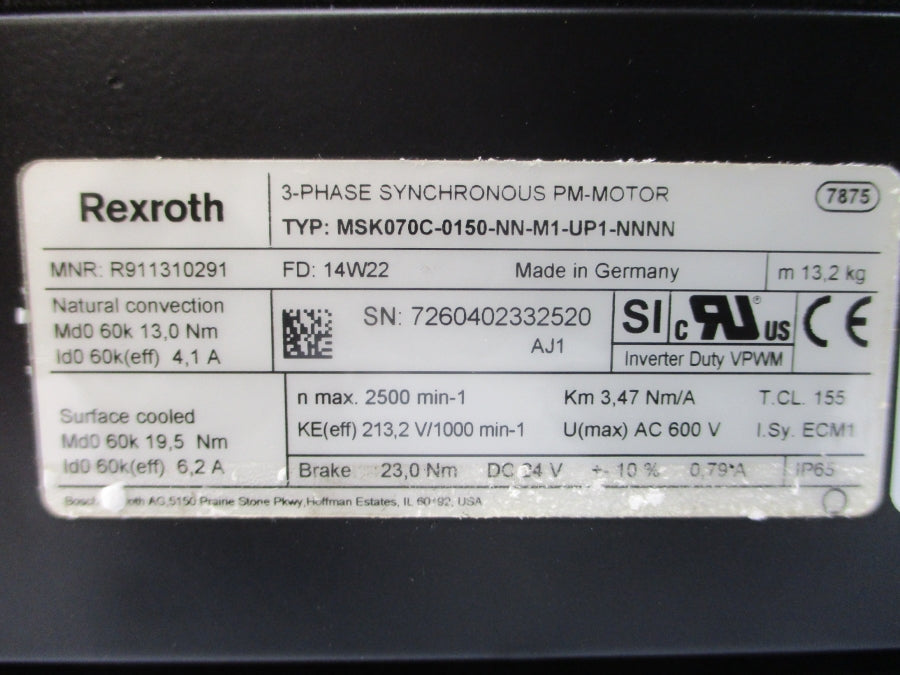 Rexroth
3-PHASE SYNCHRONOUS PM-MOTOR
7875
TYP: MSK070C-0150-NN-M1-UP1-NNNN
MNR: R911310291
FD: 14W22
Made in Germany
m 13,2 kg
Natural convection
Md0 60k 13,0 Nm
Id0 60k(eff) 4,1 A
SN: 7260402332520
AJ1
SI
c RU ® US
Inverter Duty VPWM
CE
Surface cooled
Md0 60k 19,5 Nm
Id0 60k(eff) 6,2 A
n max. 2500 min-1
Km 3,47 Nm/A
T.CL. 155
KE(eff) 213,2 V/1000 min-1
U(max) AC 600 V
I.Sy. ECM1
Brake 23,0 Nm DC 24 V +- 10 % 0,79*A
IP65
AG,5150 Prairie Stone Pkwy,Hoffman Estates, IL 60192, USA